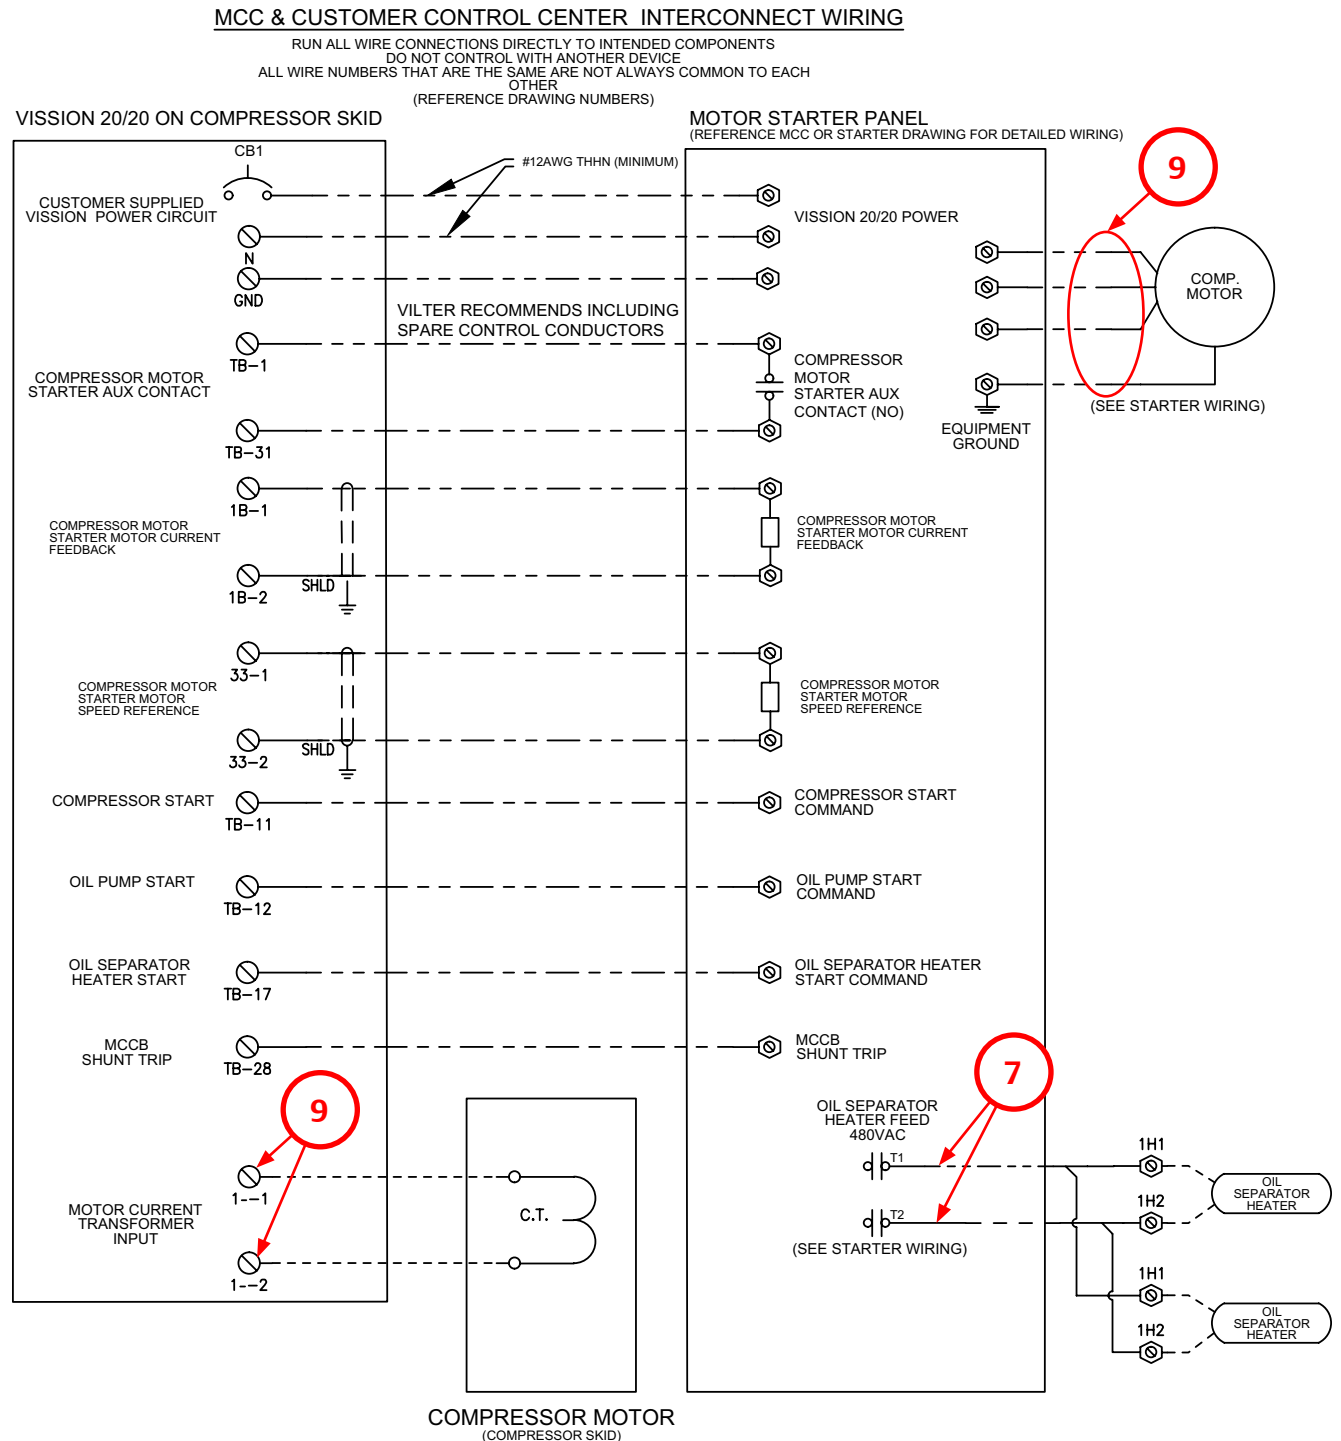 MCC & CUSTOMER CONTROL CENTER  INTERCONNECT WIRING
RUN ALL WIRE CONNECTIONS DIRECTLY TO INTENDED COMPONENTS
DO NOT CONTROL WITH ANOTHER DEVICE
ALL WIRE NUMBERS THAT ARE THE SAME ARE NOT ALWAYS COMMON TO EACH
OTHER
(REFERENCE DRAWING NUMBERS)
VISSION 20/20 ON COMPRESSOR SKID
MOTOR STARTER PANEL
(REFERENCE MCC OR STARTER DRAWING FOR DETAILED WIRING)
CB1
#12AWG THHN (MINIMUM)
9
CUSTOMER SUPPLIED
VISSION  POWER CIRCUIT
VISSION 20/20 POWER
N
GND
COMP.
MOTOR
VILTER RECOMMENDS INCLUDING
SPARE CONTROL CONDUCTORS
TB-1
COMPRESSOR MOTOR
STARTER AUX CONTACT
COMPRESSOR
MOTOR
STARTER AUX
CONTACT (NO)
(SEE STARTER WIRING)
EQUIPMENT
GROUND
TB-31
1B-1
COMPRESSOR MOTOR
STARTER MOTOR CURRENT
FEEDBACK
COMPRESSOR MOTOR
STARTER MOTOR CURRENT
FEEDBACK
SHLD
1B-2
33-1
COMPRESSOR MOTOR
STARTER MOTOR
SPEED REFERENCE
COMPRESSOR MOTOR
STARTER MOTOR
SPEED REFERENCE
SHLD
33-2
COMPRESSOR START
TB-11
COMPRESSOR START
COMMAND
OIL PUMP START
TB-12
OIL PUMP START
COMMAND
OIL SEPARATOR
HEATER START
TB-17
OIL SEPARATOR HEATER
START COMMAND
MCCB
SHUNT TRIP
TB-28
MCCB
SHUNT TRIP
7
9
OIL SEPARATOR
HEATER FEED
480VAC
T1
1H1
1--1
MOTOR CURRENT
TRANSFORMER
INPUT
C.T.
T2
1H2
OIL
SEPARATOR
HEATER
(SEE STARTER WIRING)
1--2
1H1
1H2
OIL
SEPARATOR
HEATER
COMPRESSOR MOTOR
(COMPRESSOR SKID)